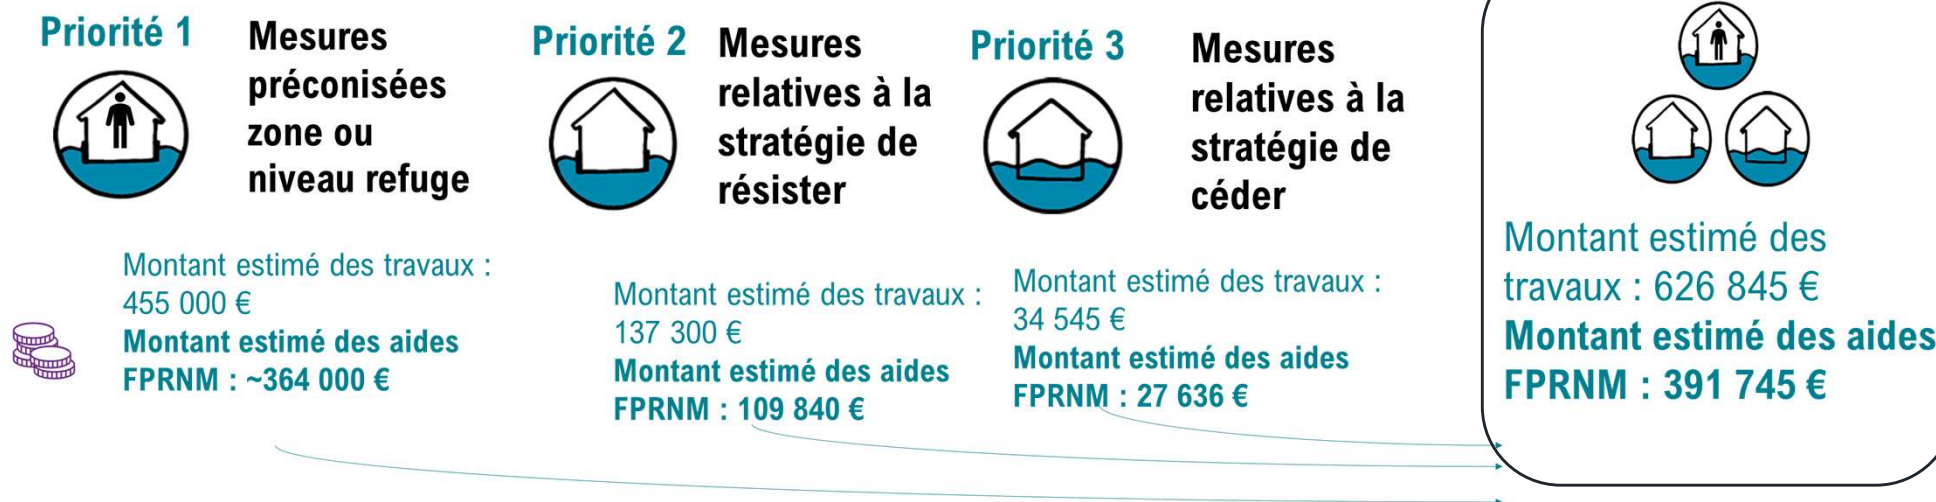 Priorité 1
Mesures
préconisées
zone ou
niveau refuge
Montant estimé des travaux :
455 000 €
Montant estimé des aides
FPRNM : ~364 000 €
Priorité 2
Mesures
relatives à la
stratégie de
résister
Montant estimé des travaux :
137 300 €
Montant estimé des aides
FPRNM : 109 840 €
Priorité 3
Mesures
relatives à la
stratégie de
céder
Montant estimé des travaux :
34 545 €
Montant estimé des aides
FPRNM : 27 636 €
Montant estimé des
travaux : 626 845 €
Montant estimé des aides
FPRNM : 391 745 €